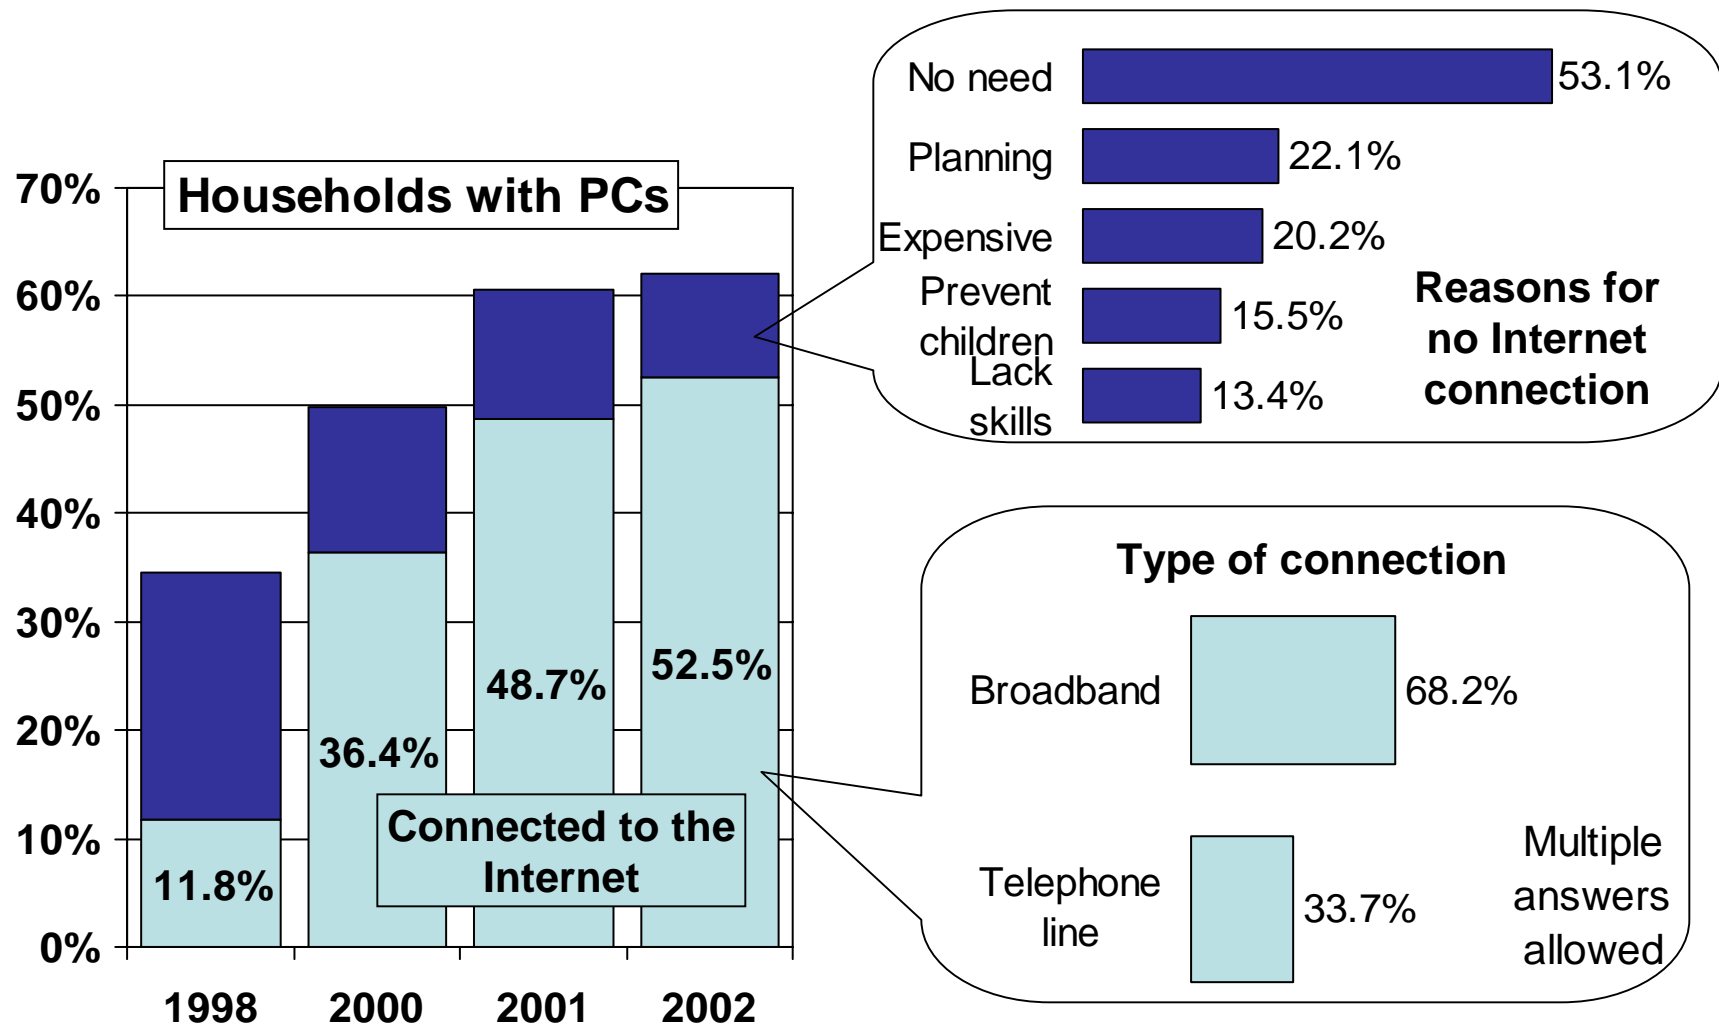 Households with PCs
70%
60%
50%
40%
30%
20%
10%
0%
11.8%
36.4%
48.7%
52.5%
Connected to the
Internet
1998
2000
2001
2002
No need
53.1%
Planning
22.1%
Expensive
20.2%
Prevent
children
15.5%
Lack
skills
13.4%
Reasons for
no Internet
connection
Type of connection
Broadband
68.2%
Telephone
line
33.7%
Multiple
answers
allowed